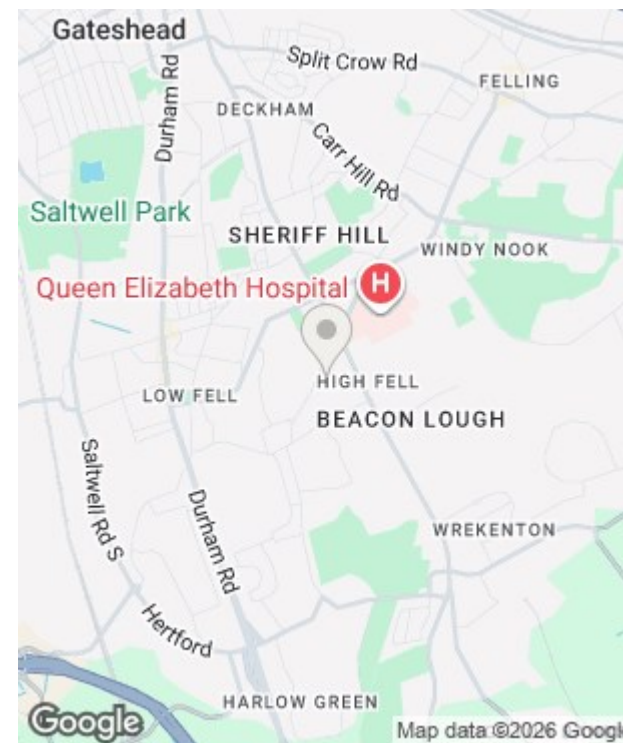 Gateshead
Split Crow Rd
FELLING
Durham Rd
DECKHAM
Carr Hill Rd
Saltwell Park
SHERIFF HILL
WINDY NOOK
Queen Elizabeth Hospital
H
HIGH FELL
LOW FELL
BEACON LOUGH
Saltwell Rd S
Durham Rd
WREKENTON
Hertford
HARLOW GREEN
Google
Map data ©2026 Googl